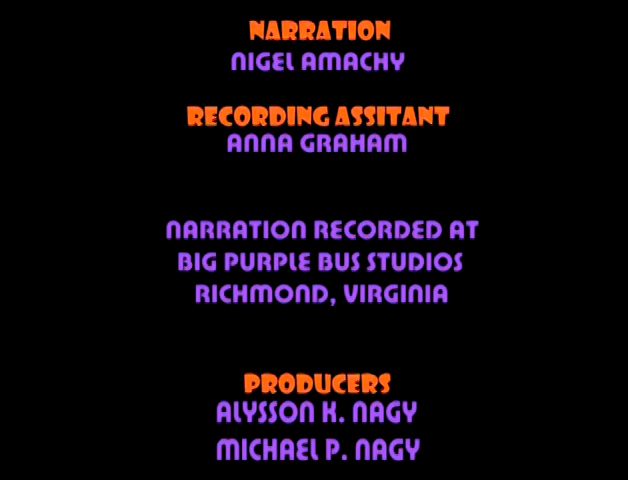 NARRATION
NIGEL AMACHY
RECORDING ASSITANT
ANNA GRAHAM
NARRATION RECORDED AT
BIG PURPLE BUS STUDIOS
RICHMOND, VIRGINIA
PRODUCERS
ALYSSON K. NAGY
MICHAEL P. NAGY